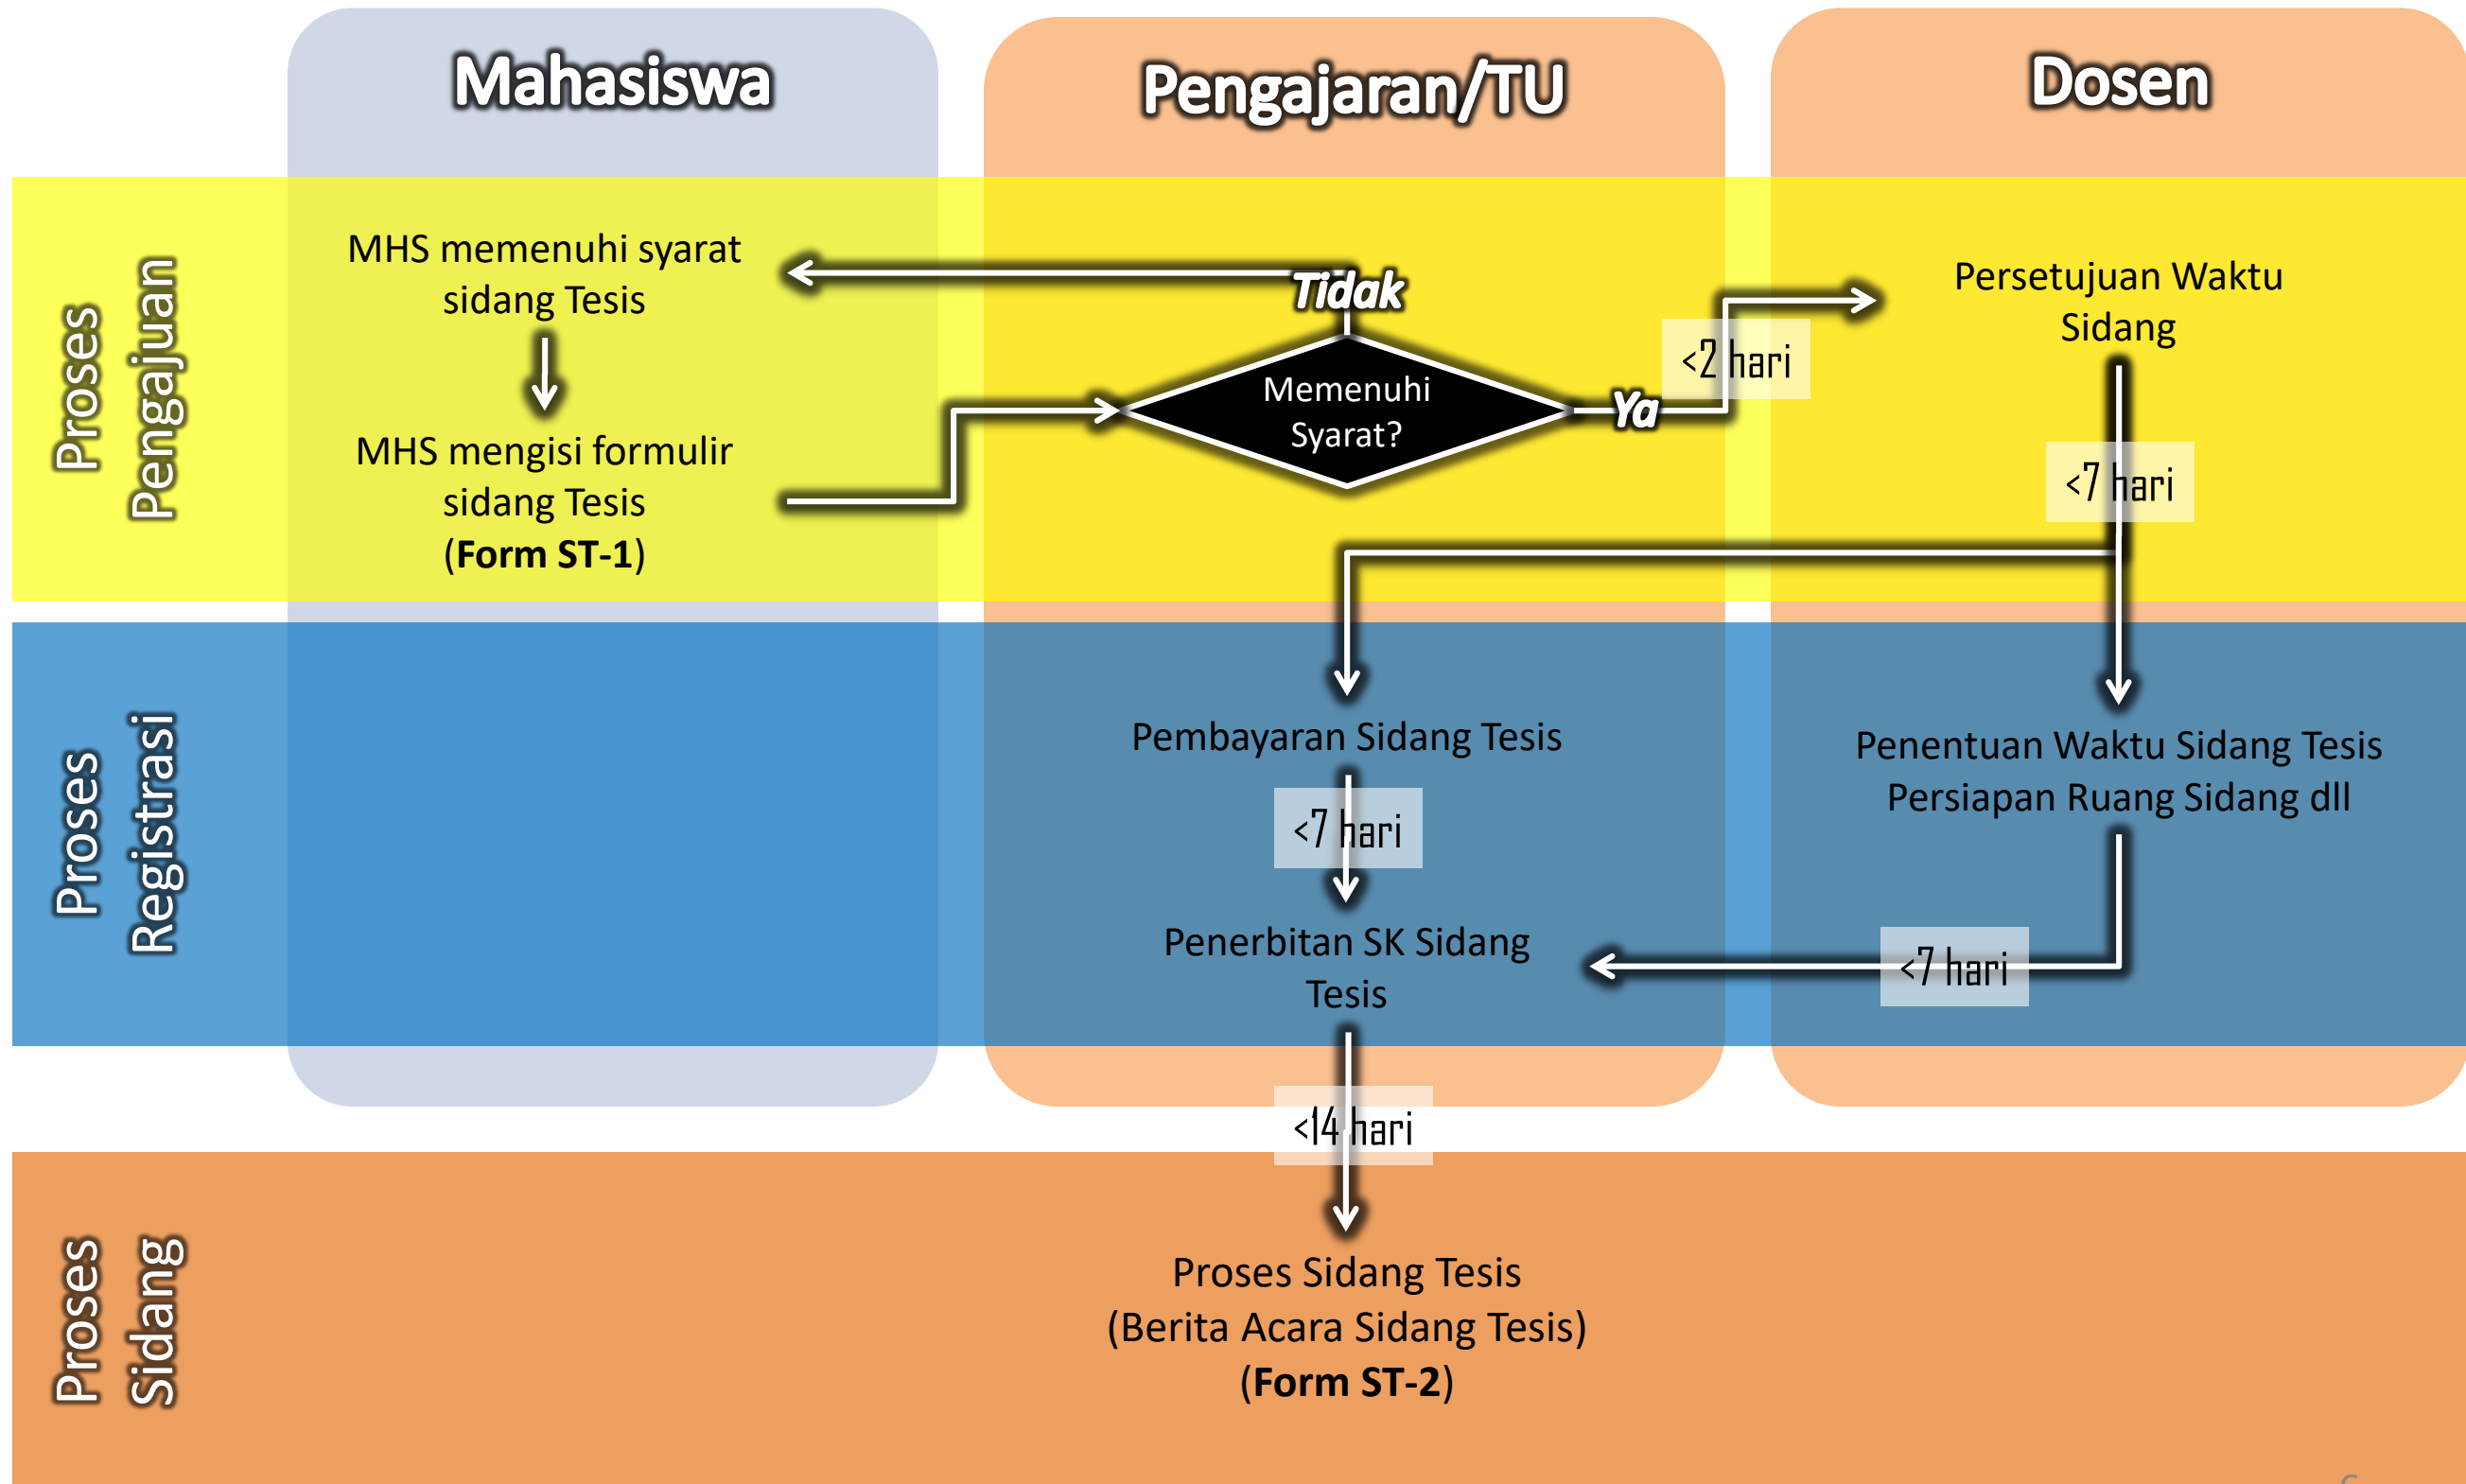 Mahasiswa
Pengajaran/TU
Dosen
Proses
Pengajuan
MHS memenuhi syarat
sidang Tesis
MHS mengisi formulir
sidang Tesis
(Form ST-1)
Tidak
Memenuhi
Syarat?
Ya
<2 hari
Persetujuan Waktu
Sidang
<7 hari
Proses
Registrasi
Pembayaran Sidang Tesis
<7 hari
Penerbitan SK Sidang
Tesis
Penentuan Waktu Sidang Tesis
Persiapan Ruang Sidang dll
<7 hari
<14 hari
Proses
Sidang
Proses Sidang Tesis
(Berita Acara Sidang Tesis)
(Form ST-2)